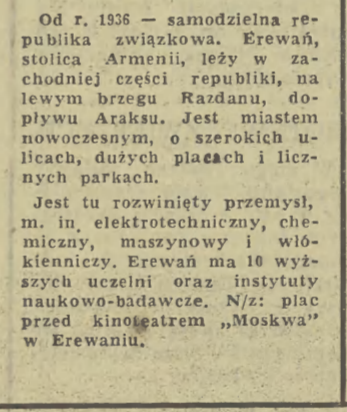 Od r. 1936 — samodzielna re-
publika związkowa. Erewań,
stolica Armenii, leży w za-
chodniej części republiki, na
lewym brzegu Razdanu, do-
pływu Araksu. Jest miastem
nowoczesnym, o szerokich u-
licach, dużych placach i licz-
nych parkach.
Jest tu rozwinięty przemysł,
m. in. elektrotechniczny, che-
miczny, maszynowy i włó-
kienniczy. Erewań ma 10 wyż-
szych uczelni oraz instytuty
naukowo-badawcze. N/z: plac
przed kinoteatrem „Moskwa”
w Erewaniu.